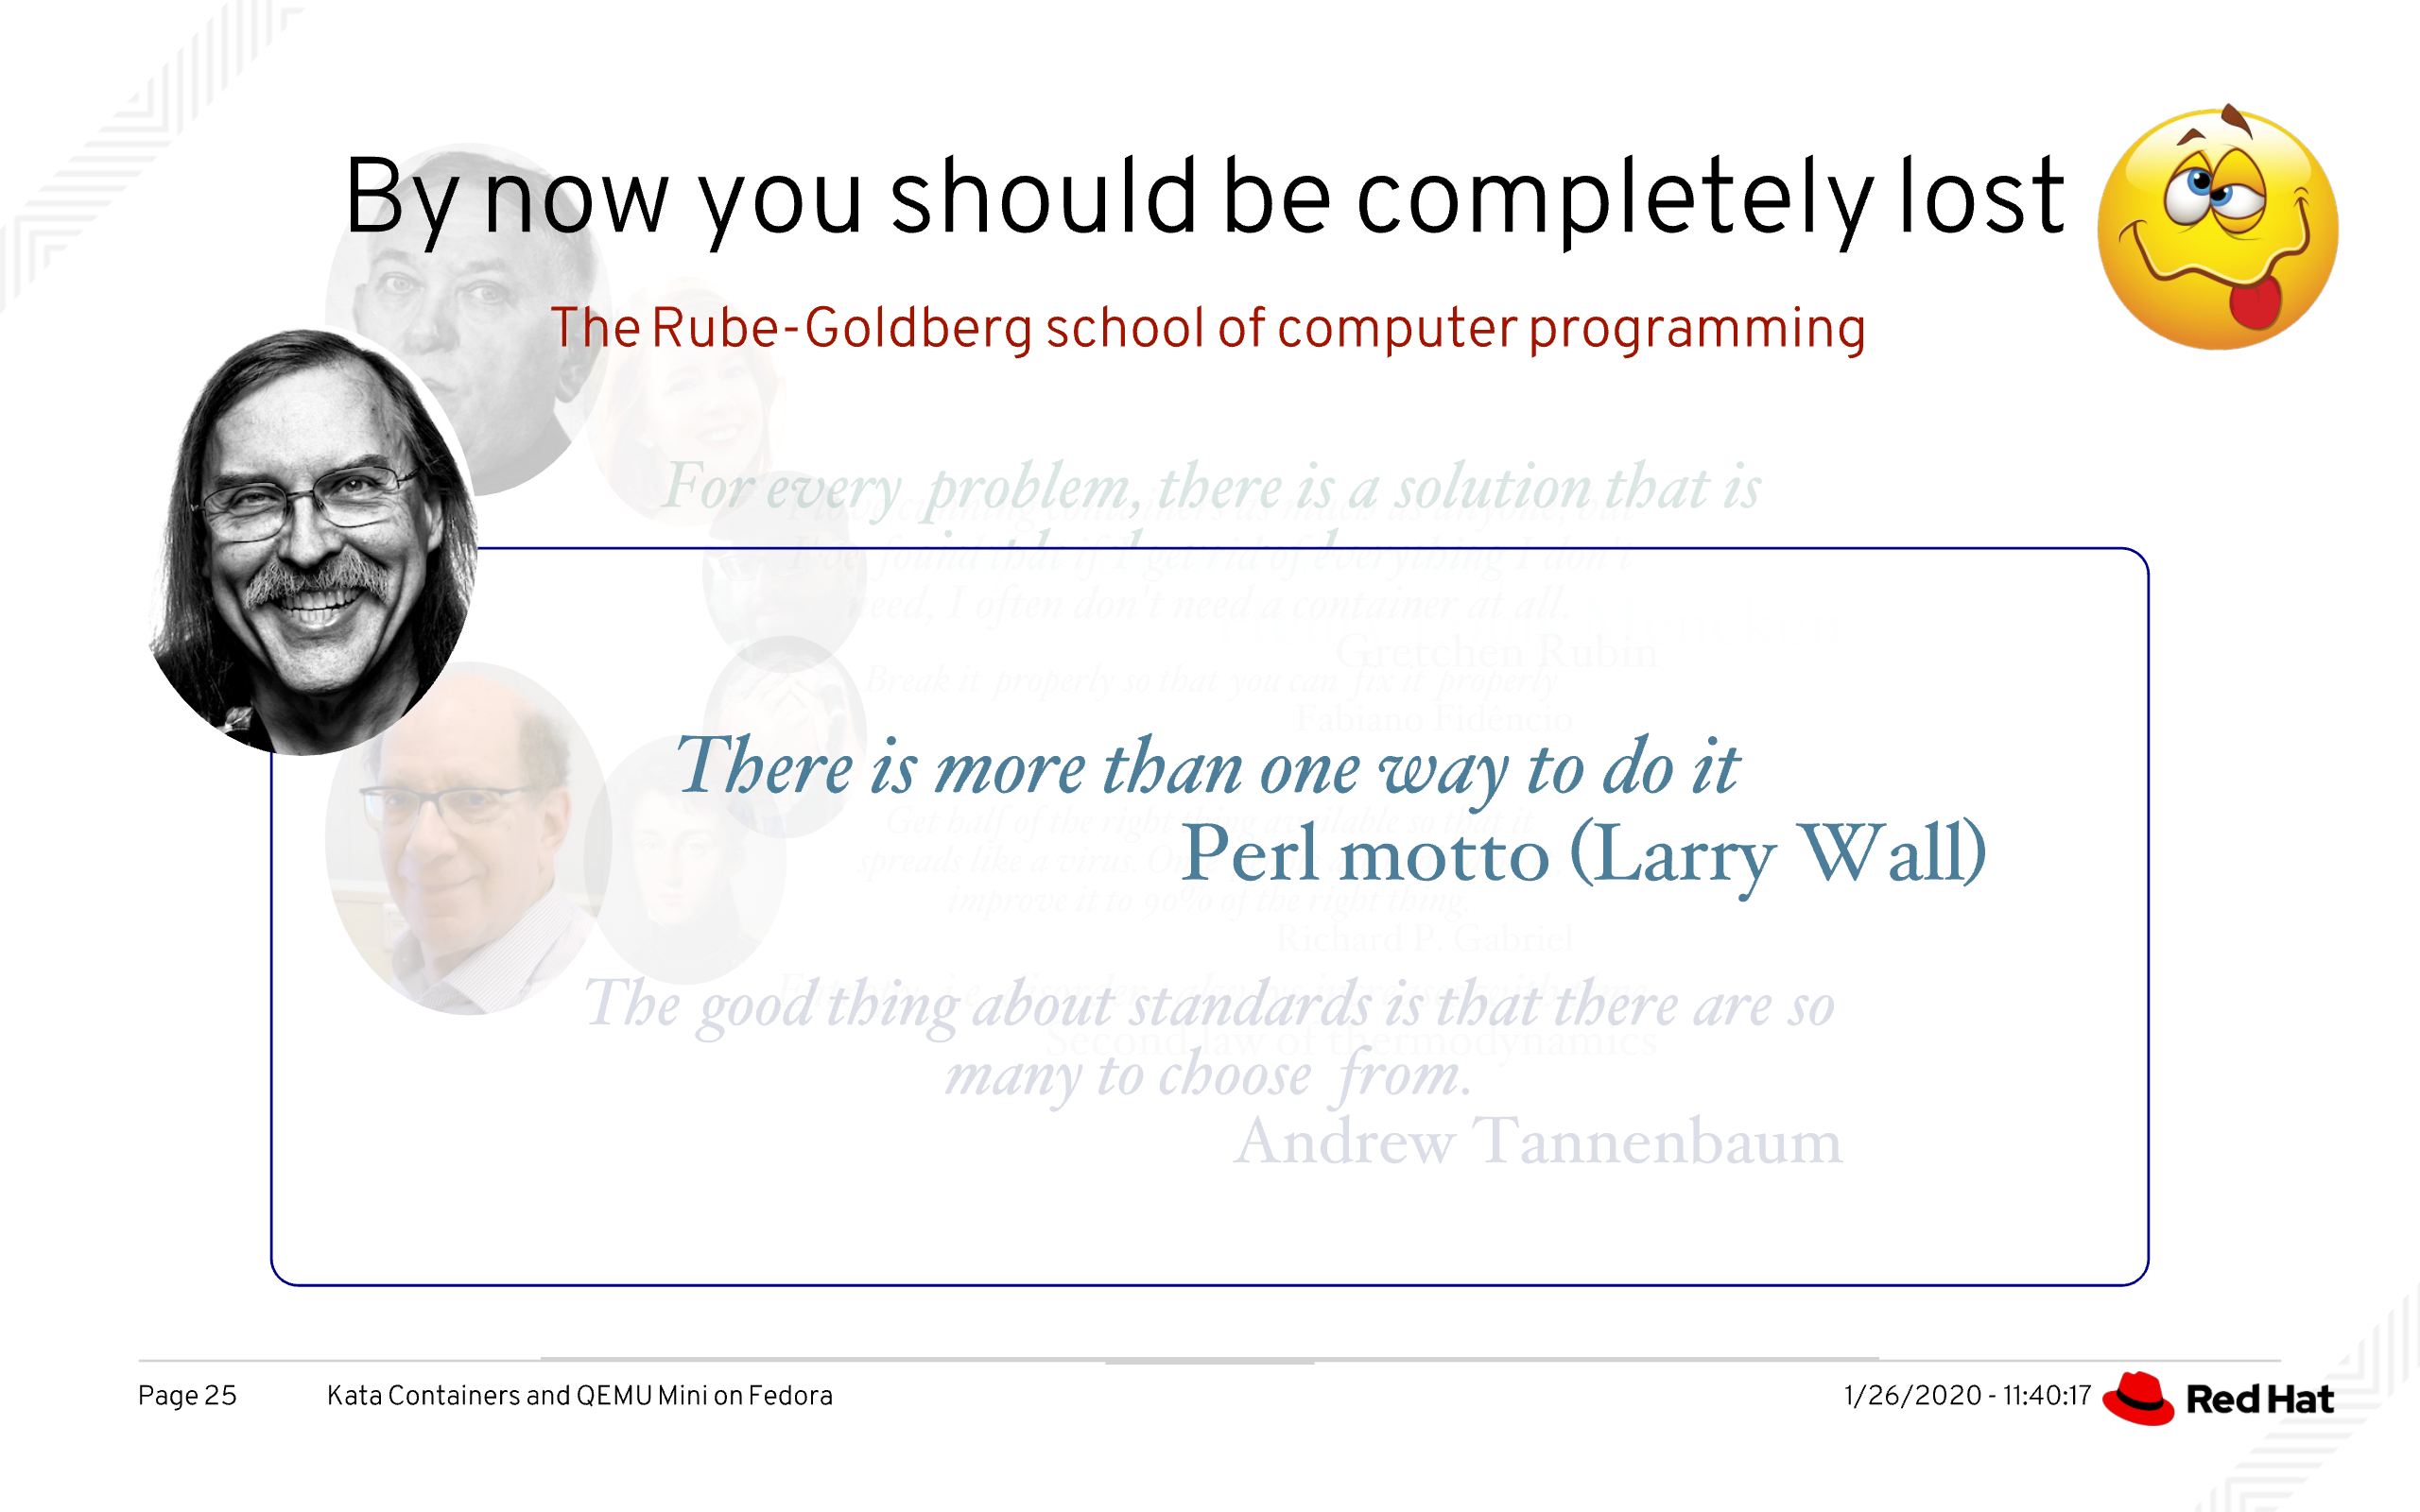 By now you should be completely lost
The Rube-Goldberg school of computer programming
For every problem, there is a solution that is
I've found that if I get rid of everything I don't
need, I often don't need a container at all.
Gretchen Rubin
Break it properly so that you can fix it properly
Fabiano Fidêncio
There is more than one way to do it
Perl motto (Larry Wall)
Get half of the right thing available so that it
spreads like a virus.
improve it to 90% of the right thing.
Richard P. Gabriel
The good thing about standards is that there are so
Second law of thermodynamics
many to choose from.
Andrew Tannenbaum
Page 25
Kata Containers and QEMU Mini on Fedora
1/26/2020 - 11:40:17
Red Hat